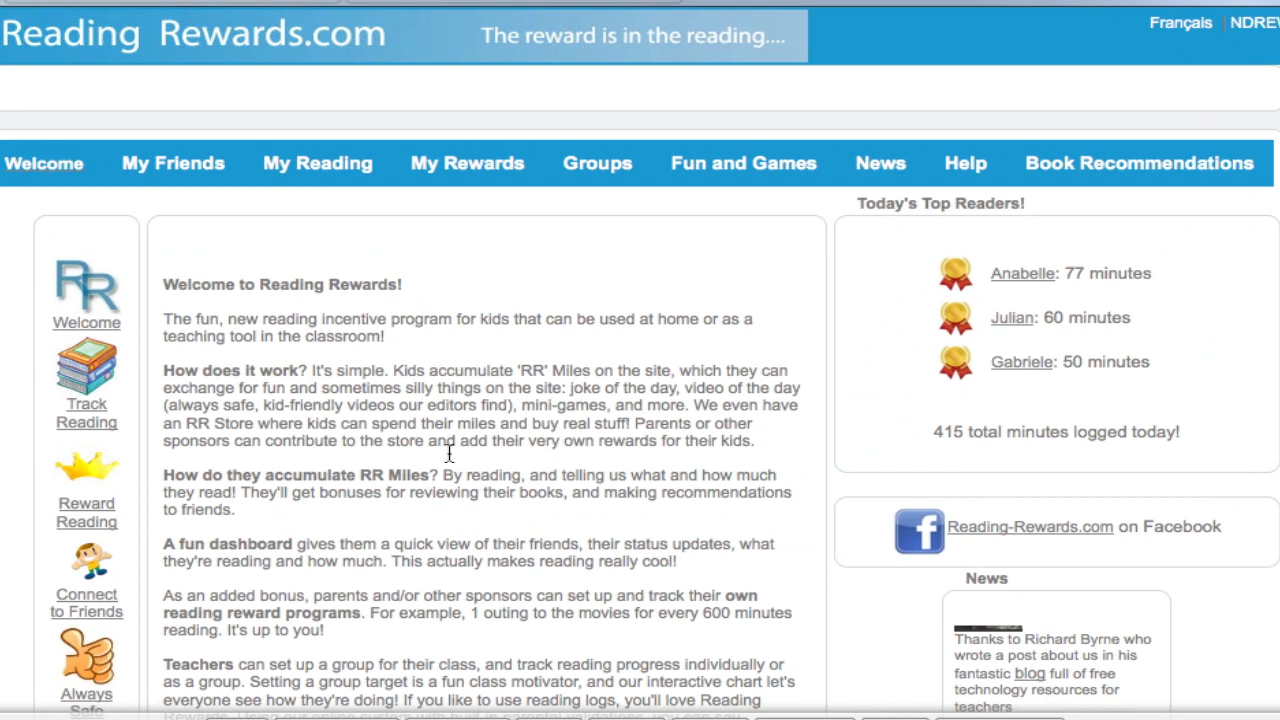 Reading Rewards.com
The reward is in the reading....
Français | NDREW
Welcome My Friends My Reading My Rewards Groups Fun and Games News Help Book Recommendations
Welcome
Track
Reading
Reward
Reading
Connect
to Friends
Always
Safe
Welcome to Reading Rewards!
The fun, new reading incentive program for kids that can be used at home or as a
teaching tool in the classroom!
How does it work? It's simple. Kids accumulate 'RR' Miles on the site, which they can
exchange for fun and sometimes silly things on the site: joke of the day, video of the day
(always safe, kid-friendly videos our editors find), mini-games, and more. We even have
an RR Store where kids can spend their miles and buy real stuff! Parents or other
sponsors can contribute to the store and add their very own rewards for their kids.
How do they accumulate RR Miles? By reading, and telling us what and how much
they read! They'll get bonuses for reviewing their books, and making recommendations
to friends.
A fun dashboard gives them a quick view of their friends, their status updates, what
they're reading and how much. This actually makes reading really cool!
As an added bonus, parents and/or other sponsors can set up and track their own
reading reward programs. For example, 1 outing to the movies for every 600 minutes
reading. It's up to you!
Teachers can set up a group for their class, and track reading progress individually or
as a group. Setting a group target is a fun class motivator, and our interactive chart let's
everyone see how they're doing! If you like to use reading logs, you'll love Reading
Rewards. Using our online system with built-in parental validations, you can say
Today's Top Readers!
Anabelle: 77 minutes
Julian: 60 minutes
Gabriele: 50 minutes
415 total minutes logged today!
Reading-Rewards.com on Facebook
News
Thanks to Richard Byrne who
wrote a post about us in his
fantastic blog full of free
technology resources for
teachers